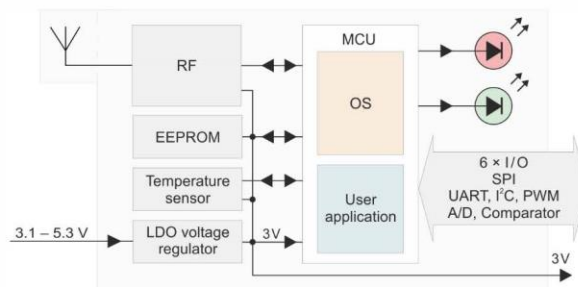 RF
MCU
OS
EEPROM
Temperature
sensor
User
application
6 × I/O
SPI
UART, I²C, PWM
A/D, Comparator
3.1 – 5.3 V
LDO voltage
regulator
3V
3V